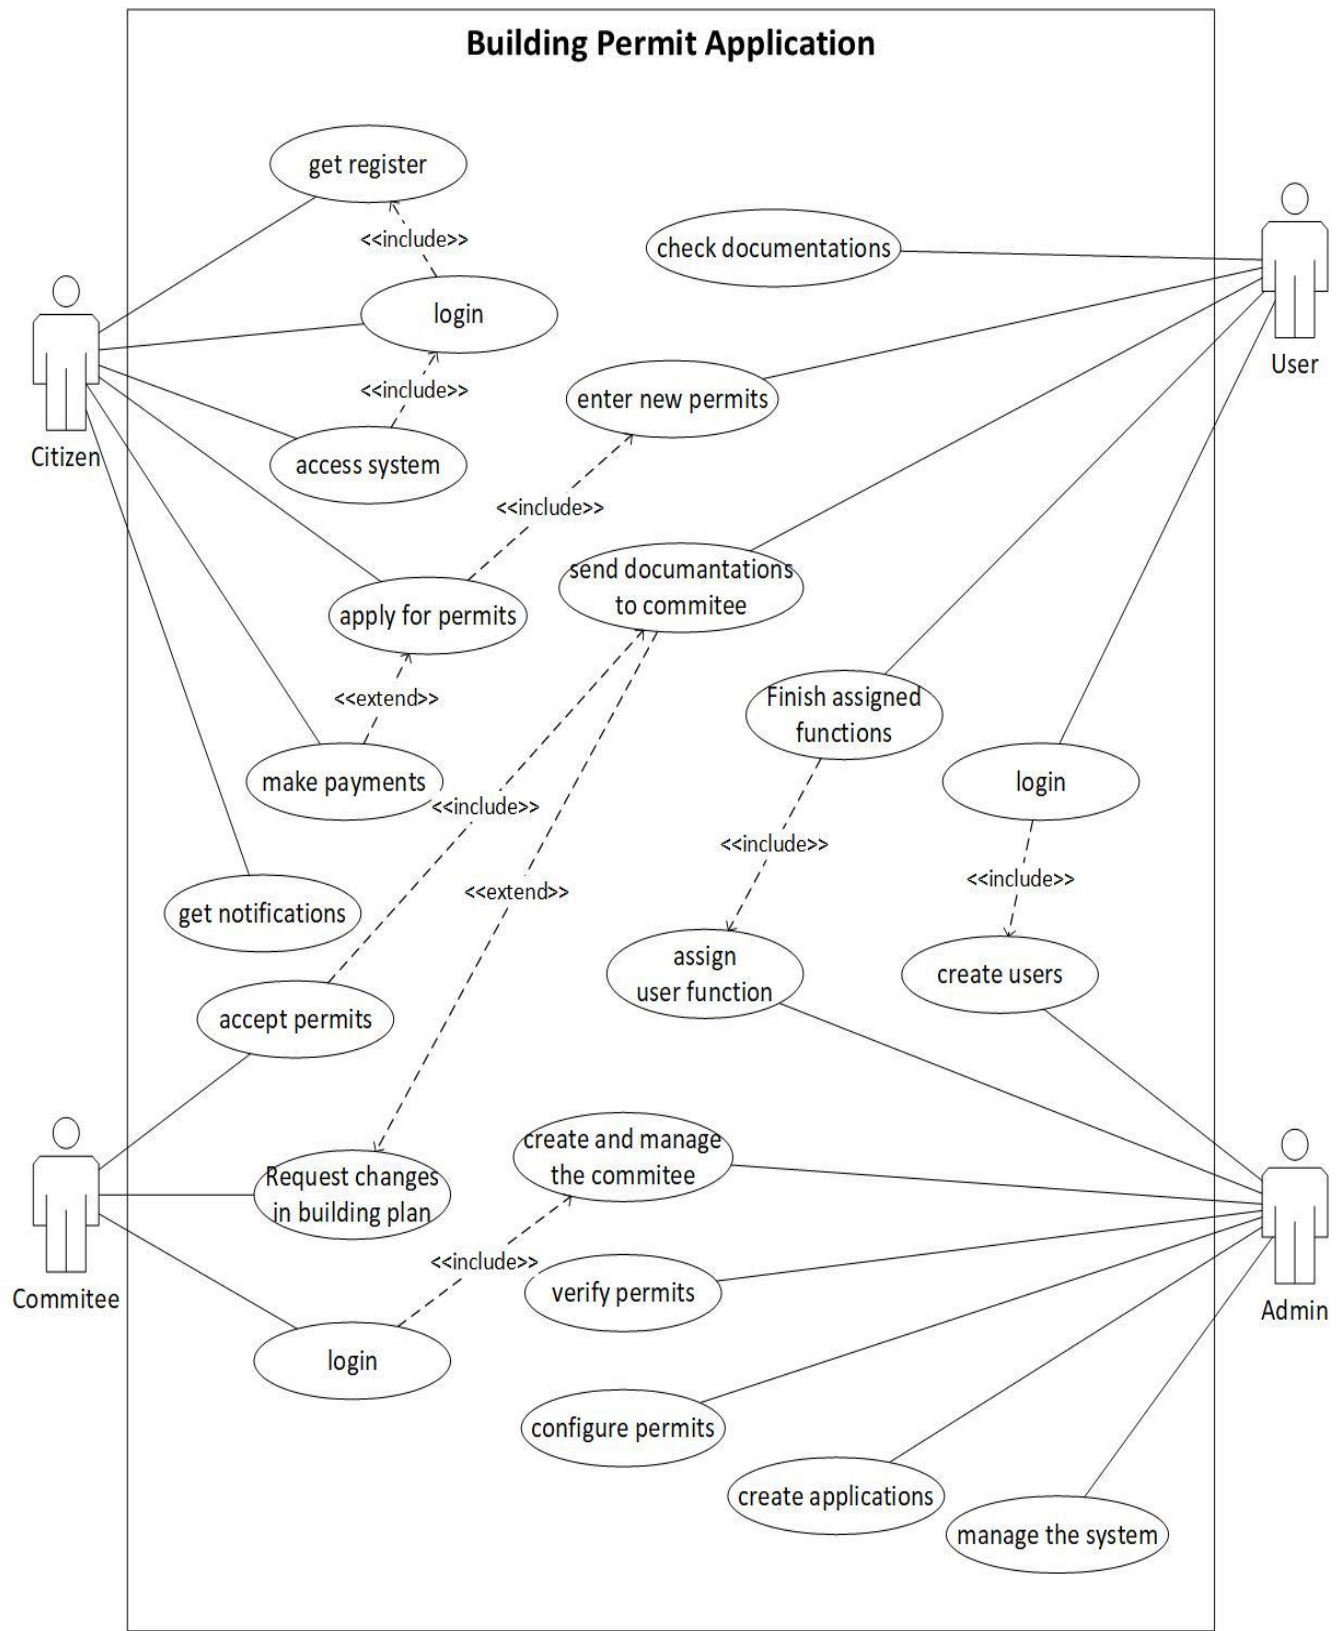 Building Permit Application
get register
<<include>>
check documentations
login
User
<<include>>
enter new permits
Citizen
access system
<<include>>
send documantations
to commitee
apply for permits
<<extend>>
Finish assigned
functions
make payments
login
<<include>>
<<include>>
<<extend>>
<<include>>
get notifications
assign
user function
create users
accept permits
create and manage
the commitee
Request changes
in building plan
<<include>>
Commitee
verify permits
Admin
login
configure permits
create applications
manage the system